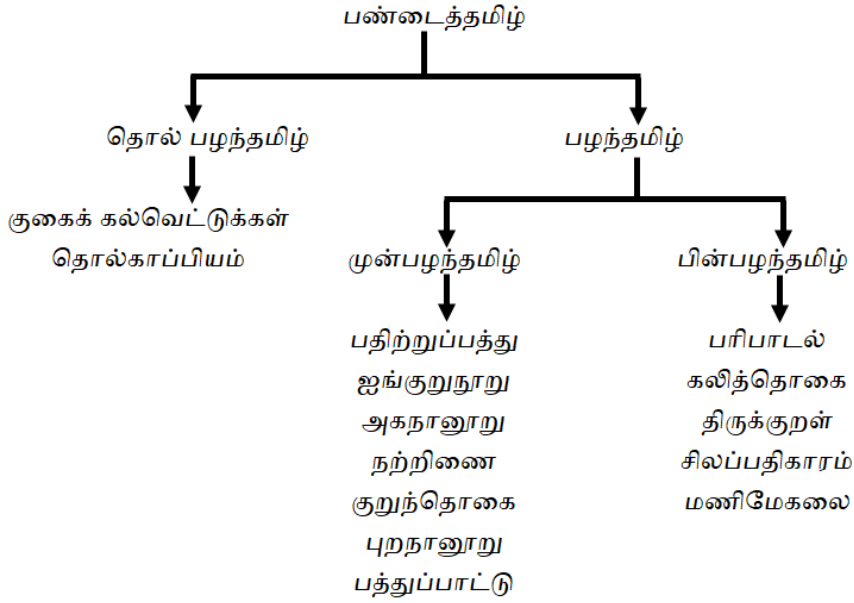 பண்டைத்தமிழ்
தொல் பழந்தமிழ்
பழந்தமிழ்
குகைக் கல்வெட்டுக்கள்
தொல்காப்பியம்
முன்பழந்தமிழ்
பின்பழந்தமிழ்
பதிற்றுப்பத்து
ஐங்குறுநூறு
அகநானூறு
நற்றிணை
குறுந்தொகை
புறநானூறு
பத்துப்பாட்டு
பரிபாடல்
கலித்தொகை
திருக்குறள்
சிலப்பதிகாரம்
மணிமேகலை